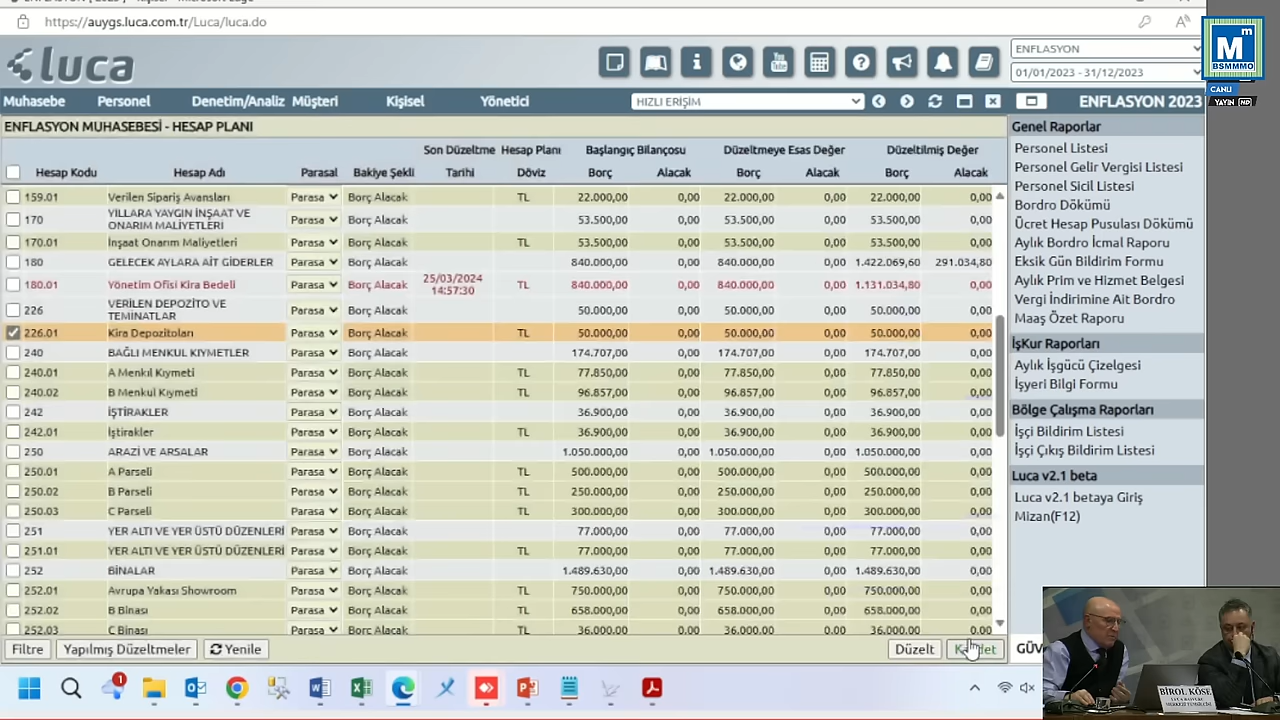 https://auygs.luca.com.tr/Luca/luca.do
luca
ENFLASYON
01/01/2023 - 31/12/2023
M m
BSMMMO
CANLI
YAYIN HD
Muhasebe Personel Denetim/Analiz Müşteri Kişisel Yönetici HIZLI ERİŞİM ENFLASYON 2023
ENFLASYON MUHASEBESİ - HESAP PLANI
Son Düzeltme Hesap Planı Başlangıç Bilançosu Düzeltmeye Esas Değer Düzeltilmiş Değer
Hesap Kodu Hesap Adı Parasal Bakiye Şekli Tarihi Döviz Borç Alacak Borç Alacak Borç Alacak
159.01 Verilen Sipariş Avansları Parasa Borç Alacak TL 22.000,00 0,00 22.000,00 0,00 22.000,00 0,00
170 YILLARA YAYGIN İNŞAAT VE ONARIM MALİYETLERİ Parasa Borç Alacak 53.500,00 0,00 53.500,00 0,00 53.500,00 0,00
170.01 İnşaat Onarım Maliyetleri Parasa Borç Alacak TL 53.500,00 0,00 53.500,00 0,00 53.500,00 0,00
180 GELECEK AYLARA AİT GİDERLER Parasa Borç Alacak 840.000,00 0,00 840.000,00 0,00 1.422.069,60 291.034,80
180.01 Yönetim Ofisi Kira Bedeli Parasa Borç Alacak 25/03/2024 14:57:30 TL 840.000,00 0,00 840.000,00 0,00 1.131.034,80 0,00
226 VERİLEN DEPOZİTO VE TEMİNATLAR Parasa Borç Alacak 50.000,00 0,00 50.000,00 0,00 50.000,00 0,00
226.01 Kira Depozitoları Parasa Borç Alacak TL 50.000,00 0,00 50.000,00 0,00 50.000,00 0,00
240 BAĞLI MENKUL KIYMETLER Parasa Borç Alacak 174.707,00 0,00 174.707,00 0,00 174.707,00 0,00
240.01 A Menkıl Kıymeti Parasa Borç Alacak TL 77.850,00 0,00 77.850,00 0,00 77.850,00 0,00
240.02 B Menkul Kıymeti Parasa Borç Alacak TL 96.857,00 0,00 96.857,00 0,00 96.857,00 0,00
242 İŞTİRAKLER Parasa Borç Alacak 36.900,00 0,00 36.900,00 0,00 36.900,00 0,00
242.01 İştirakler Parasa Borç Alacak TL 36.900,00 0,00 36.900,00 0,00 36.900,00 0,00
250 ARAZİ VE ARSALAR Parasa Borç Alacak 1.050.000,00 0,00 1.050.000,00 0,00 1.050.000,00 0,00
250.01 A Parseli Parasa Borç Alacak TL 500.000,00 0,00 500.000,00 0,00 500.000,00 0,00
250.02 B Parseli Parasa Borç Alacak TL 250.000,00 0,00 250.000,00 0,00 250.000,00 0,00
250.03 C Parseli Parasa Borç Alacak TL 300.000,00 0,00 300.000,00 0,00 300.000,00 0,00
251 YER ALTI VE YER ÜSTÜ DÜZENLERİ Parasa Borç Alacak 77.000,00 0,00 77.000,00 0,00 77.000,00 0,00
251.01 YER ALTI VE YER ÜSTÜ DÜZENLERİ Parasa Borç Alacak TL 77.000,00 0,00 77.000,00 0,00 77.000,00 0,00
252 BİNALAR Parasa Borç Alacak 1.489.630,00 0,00 1.489.630,00 0,00 1.489.630,00 0,00
252.01 Avrupa Yakası Showroom Parasa Borç Alacak TL 750.000,00 0,00 750.000,00 0,00 750.000,00 0,00
252.02 B Binası Parasa Borç Alacak TL 658.000,00 0,00 658.000,00 0,00 658.000,00 0,00
252.03 C Binası Parasa Borç Alacak TL 36.000,00 0,00 36.000,00 0,00 36.000,00 0,00
Filtre Yapılmış Düzeltmeler Yenile Düzelt
Genel Raporlar
Personel Listesi
Personel Gelir Vergisi Listesi
Personel Sicil Listesi
Bordro Dökümü
Ücret Hesap Pusulası Dökümü
Aylık Bordro İcmal Raporu
Eksik Gün Bildirim Formu
Aylık Prim ve Hizmet Belgesi
Vergi İndirimine Ait Bordro
Maaş Özet Raporu
İşKur Raporları
Aylık İşgücü Çizelgesi
İşyeri Bilgi Formu
Bölge Çalışma Raporları
İşçi Bildirim Listesi
İşçi Çıkış Bildirim Listesi
Luca v2.1 beta
Luca v2.1 betaya Giriş
Mizan(F12)
GÜV
BİROL KÖSE